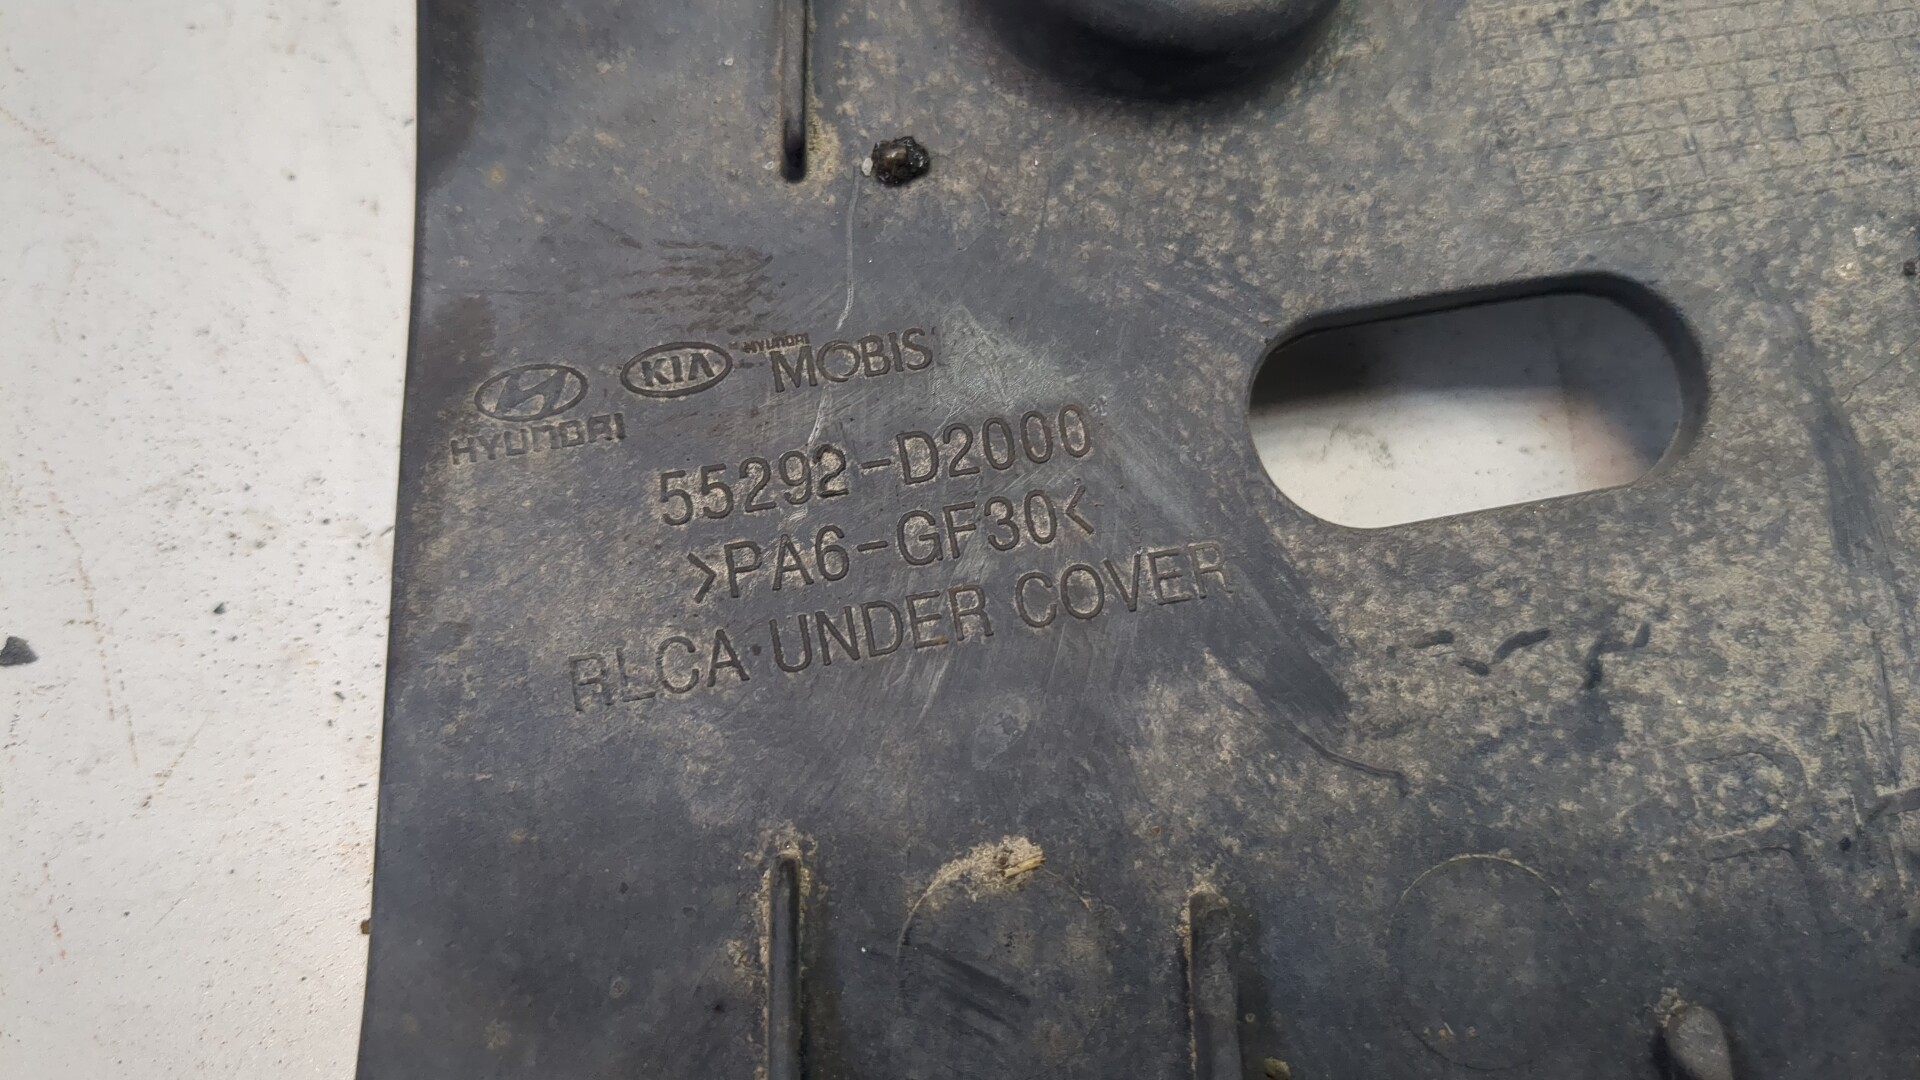 HYUNDAI KIA HYUNDAI MOBIS
55292-D2000
>PA6-GF30<
RLCA UNDER COVER